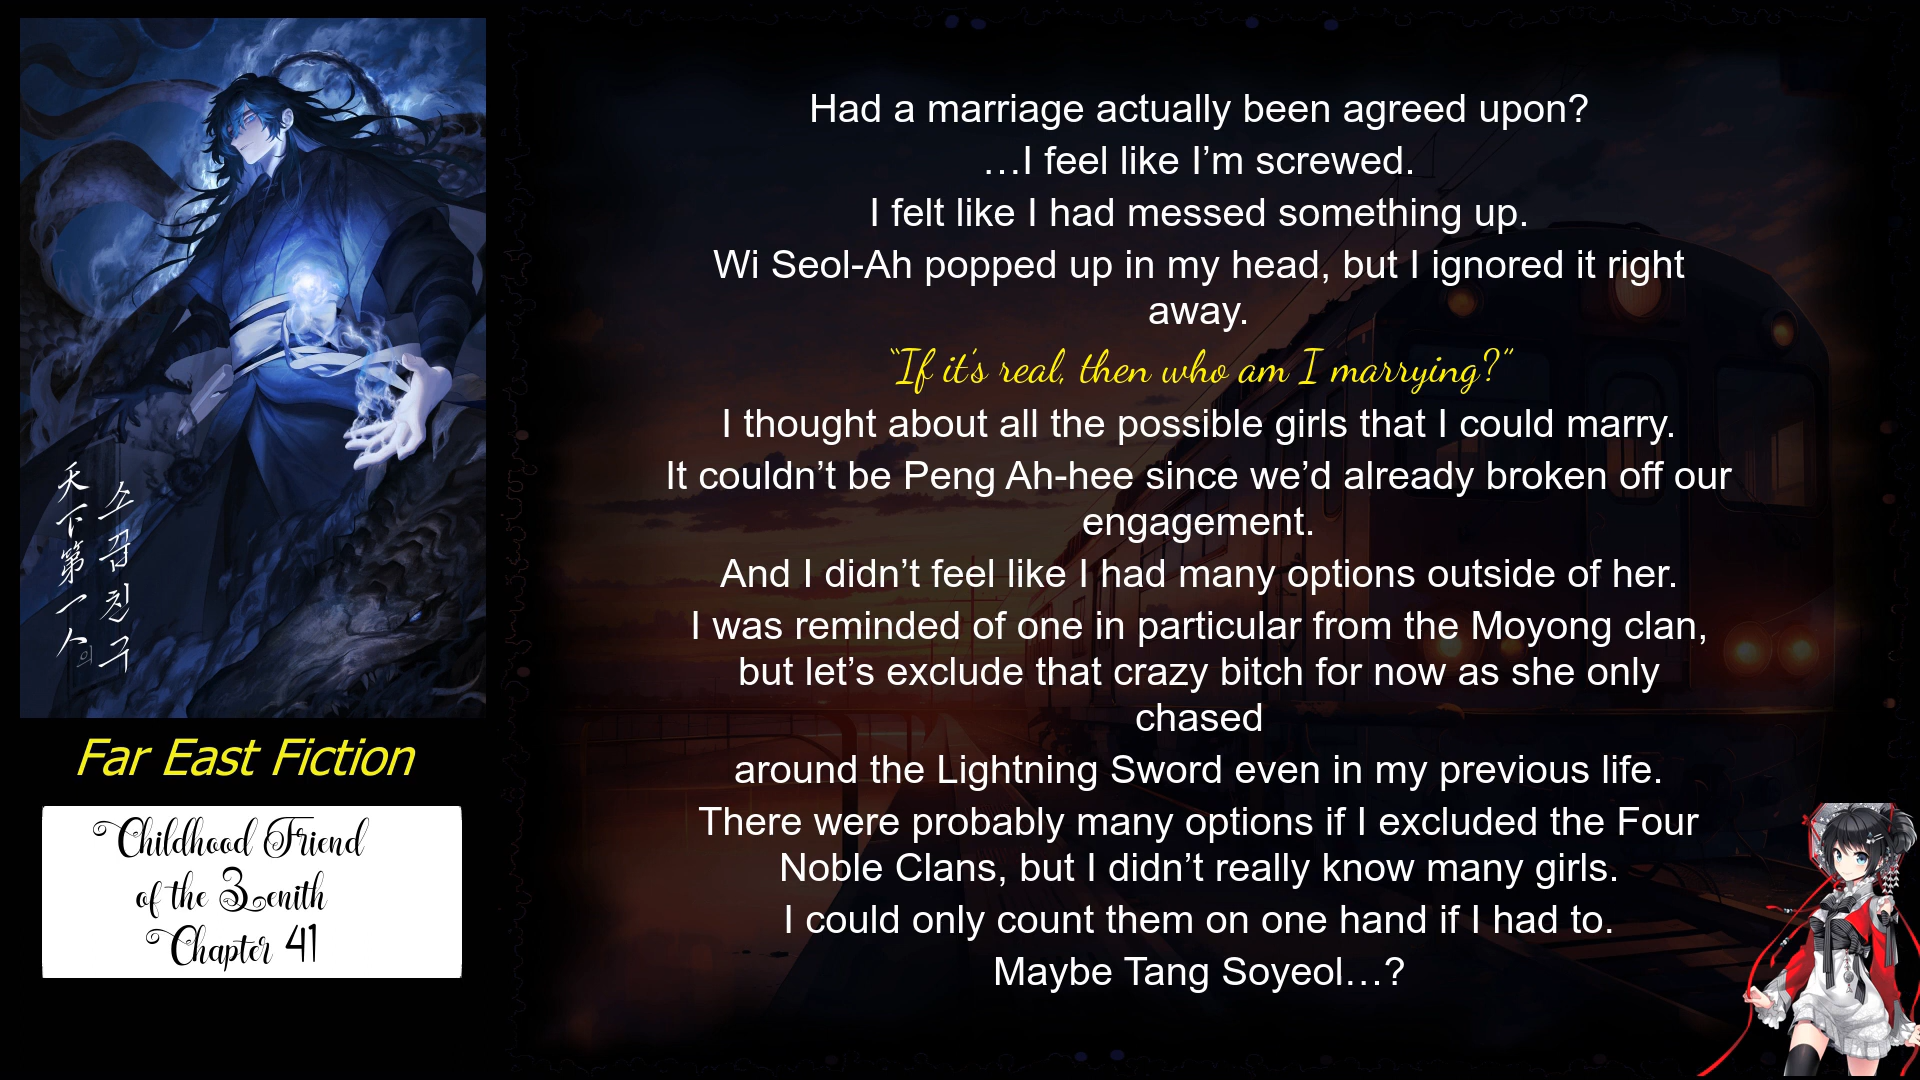 天下第一人의
소꿉친구
Far East Fiction
Childhood Friend
of the Zenith
Chapter 41
Had a marriage actually been agreed upon?
…I feel like I’m screwed.
I felt like I had messed something up.
Wi Seol-Ah popped up in my head, but I ignored it right
away.
“If it’s real, then who am I marrying?”
I thought about all the possible girls that I could marry.
It couldn’t be Peng Ah-hee since we’d already broken off our
engagement.
And I didn’t feel like I had many options outside of her.
I was reminded of one in particular from the Moyong clan,
but let’s exclude that crazy bitch for now as she only
chased
around the Lightning Sword even in my previous life.
There were probably many options if I excluded the Four
Noble Clans, but I didn’t really know many girls.
I could only count them on one hand if I had to.
Maybe Tang Soyeol…?